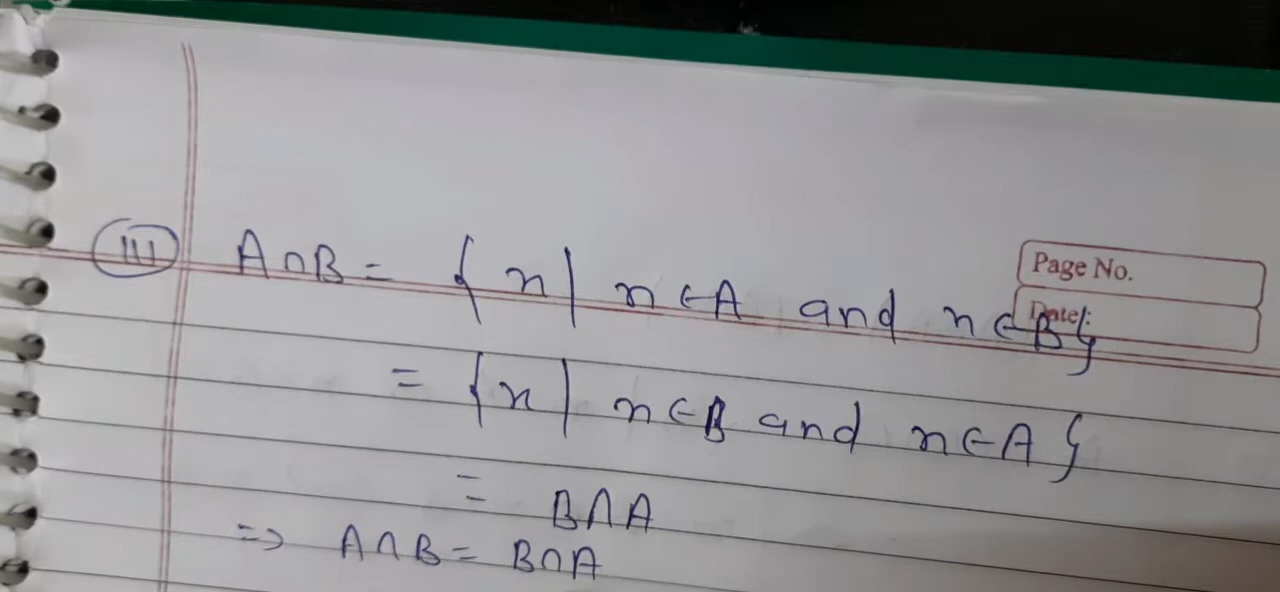 Page No.
Date:
(III) A∩B = { n | n ∈ A and n ∈ B }
= { n | n ∈ B and n ∈ A }
= B∩A
=> A∩B = B∩A